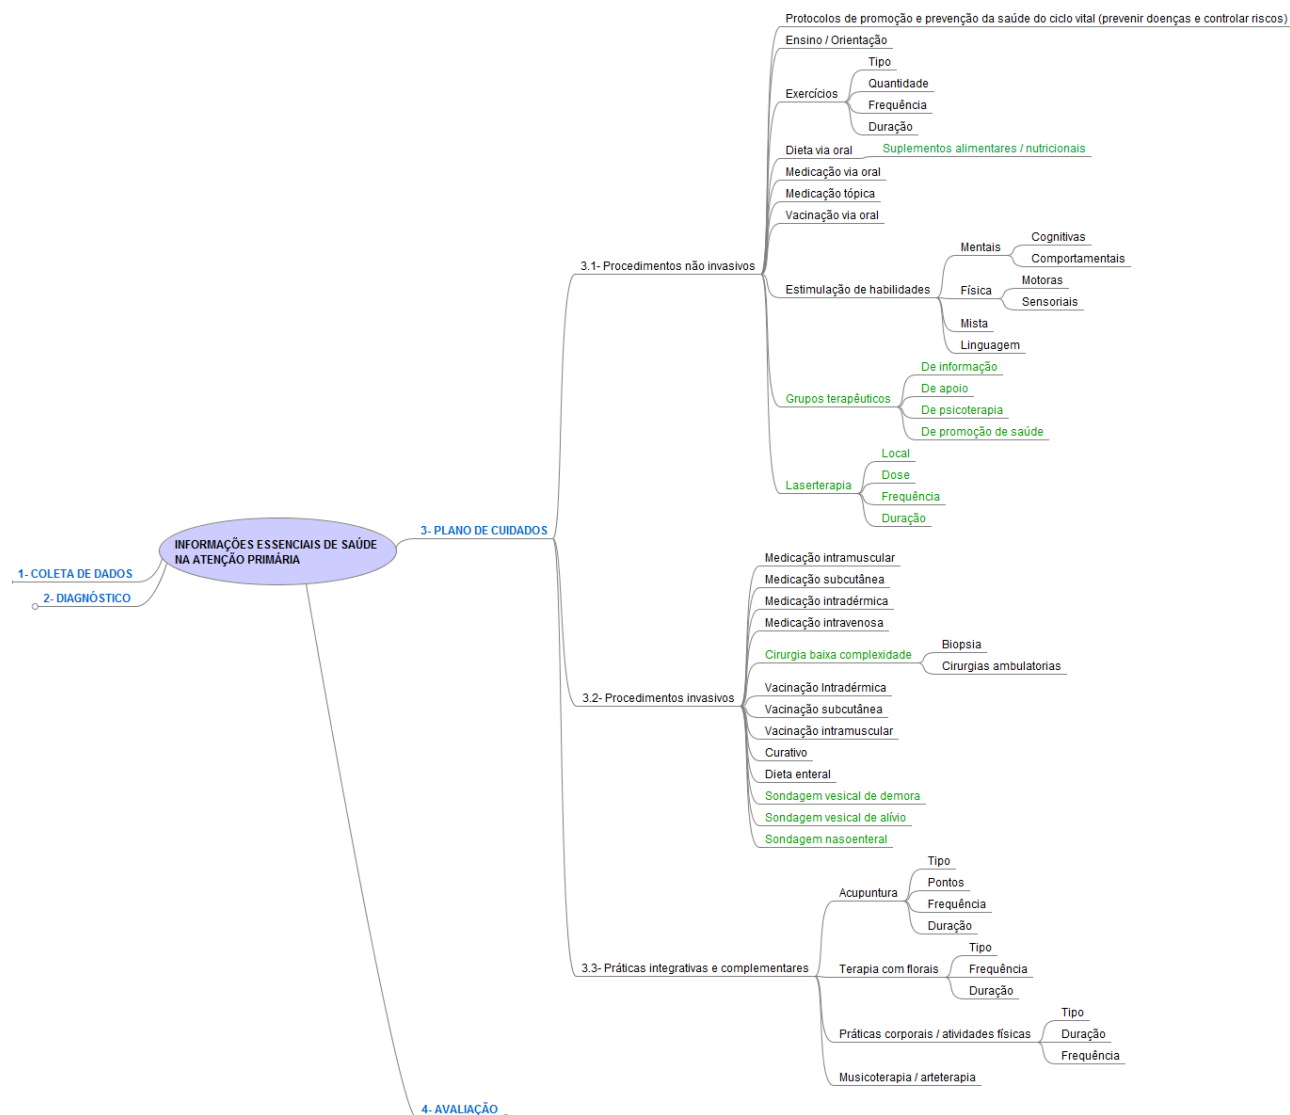 INFORMAÇÕES ESSENCIAIS DE SAÚDE
NA ATENÇÃO PRIMÁRIA
1- COLETA DE DADOS
2- DIAGNÓSTICO
3- PLANO DE CUIDADOS
3.1- Procedimentos não invasivos
Protocolos de promoção e prevenção da saúde do ciclo vital (prevenir doenças e controlar riscos)
Ensino / Orientação
Exercícios
Tipo
Quantidade
Frequência
Duração
Dieta via oral
Suplementos alimentares / nutricionais
Medicação via oral
Medicação tópica
Vacinação via oral
Estimulação de habilidades
Mentais
Cognitivas
Comportamentais
Física
Motoras
Sensoriais
Mista
Linguagem
Grupos terapêuticos
De informação
De apoio
De psicoterapia
De promoção de saúde
Laserterapia
Local
Dose
Frequência
Duração
3.2- Procedimentos invasivos
Medicação intramuscular
Medicação subcutânea
Medicação intradérmica
Medicação intravenosa
Cirurgia baixa complexidade
Biopsia
Cirurgias ambulatorias
Vacinação Intradérmica
Vacinação subcutânea
Vacinação intramuscular
Curativo
Dieta enteral
Sondagem vesical de demora
Sondagem vesical de alívio
Sondagem nasoenteral
3.3- Práticas integrativas e complementares
Acupuntura
Tipo
Pontos
Frequência
Duração
Terapia com florais
Tipo
Frequência
Duração
Práticas corporais / atividades físicas
Tipo
Duração
Frequência
Musicoterapia / arteterapia
4- AVALIAÇÃO